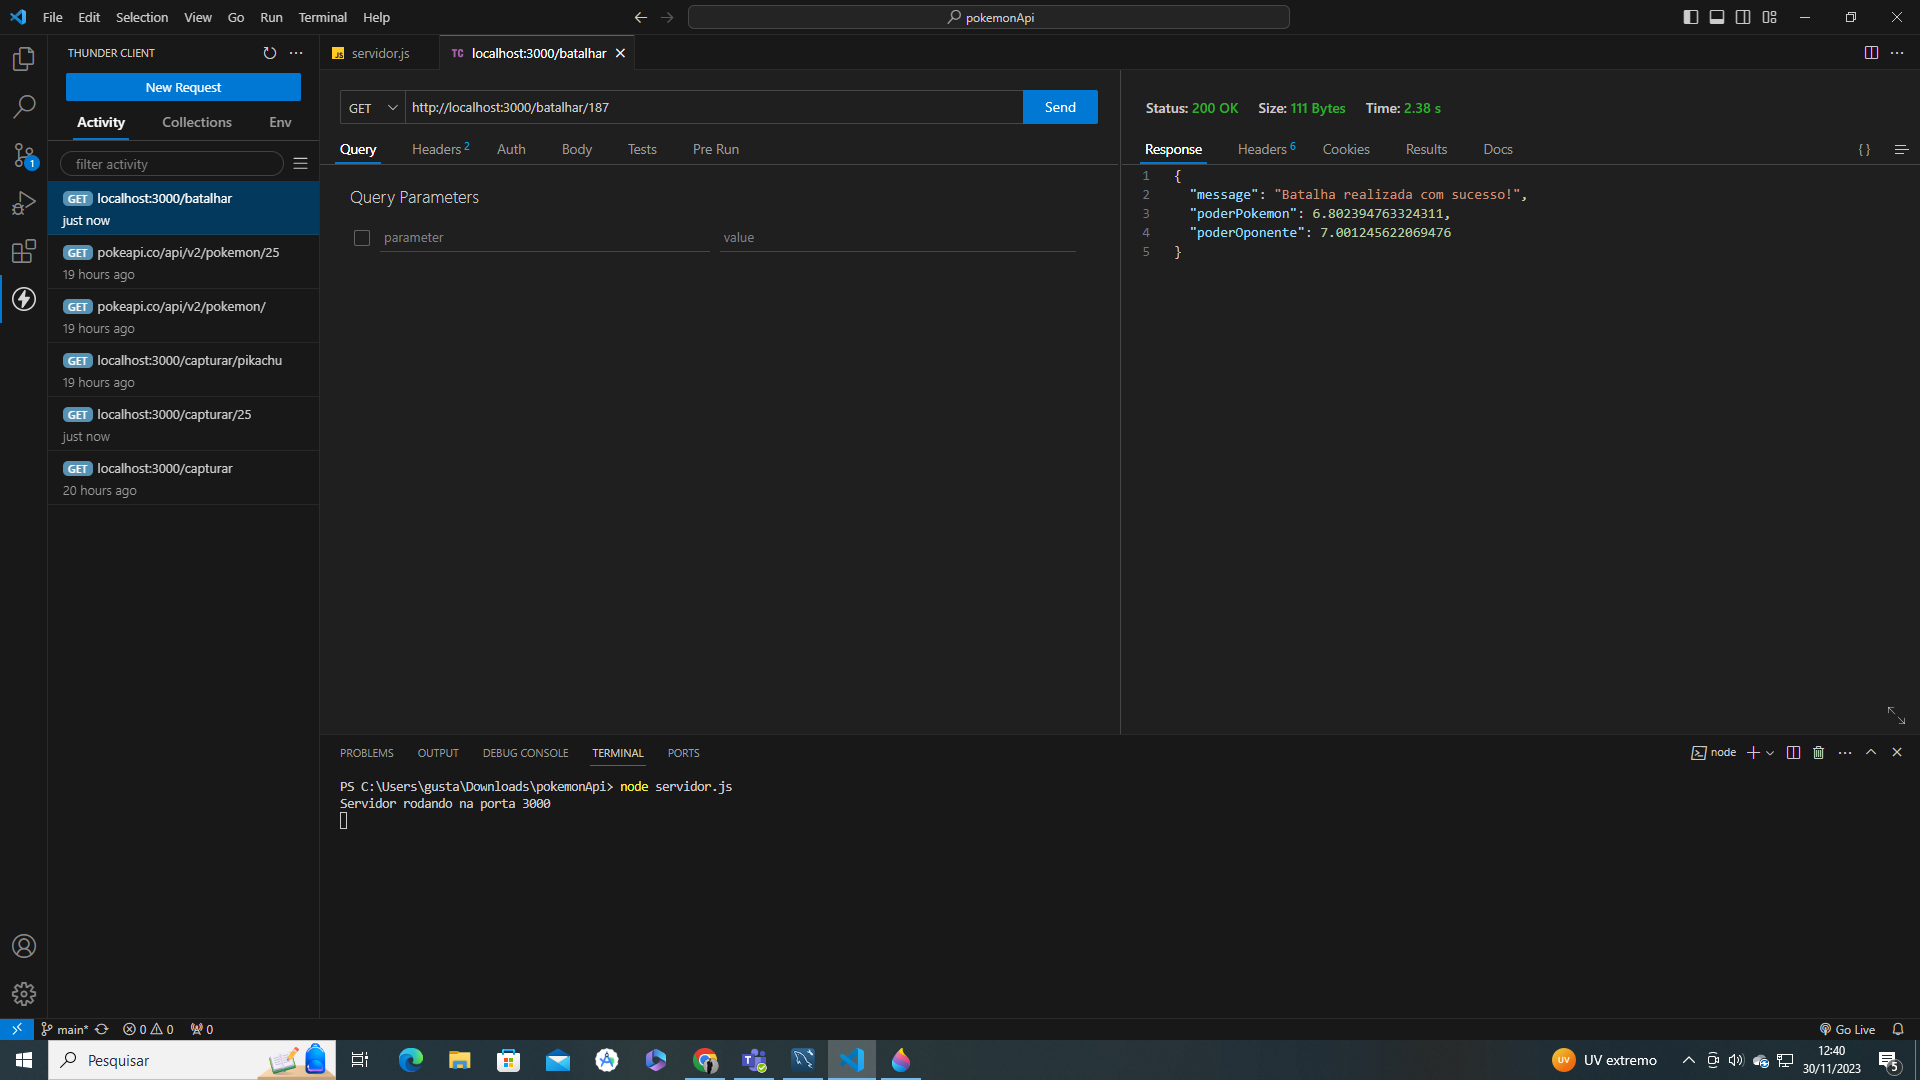 File Edit Selection View Go Run Terminal Help
pokemonApi
THUNDER CLIENT
New Request
Activity Collections Env
filter activity
GET localhost:3000/batalhar
just now
GET pokeapi.co/api/v2/pokemon/25
19 hours ago
GET pokeapi.co/api/v2/pokemon/
19 hours ago
GET localhost:3000/capturar/pikachu
19 hours ago
GET localhost:3000/capturar/25
just now
GET localhost:3000/capturar
20 hours ago
1
JS servidor.js
TC localhost:3000/batalhar
GET http://localhost:3000/batalhar/187 Send
Query Headers 2 Auth Body Tests Pre Run
Query Parameters
parameter value
Status: 200 OK Size: 111 Bytes Time: 2.38 s
Response Headers 6 Cookies Results Docs { }
1 {
2 "message": "Batalha realizada com sucesso!",
3 "poderPokemon": 6.802394763324311,
4 "poderOponente": 7.001245622069476
5 }
PROBLEMS OUTPUT DEBUG CONSOLE TERMINAL PORTS
node
PS C:\Users\gusta\Downloads\pokemonApi> node servidor.js
Servidor rodando na porta 3000
main* 0 0 0
Go Live
Pesquisar
UV UV extremo
12:40
30/11/2023
5